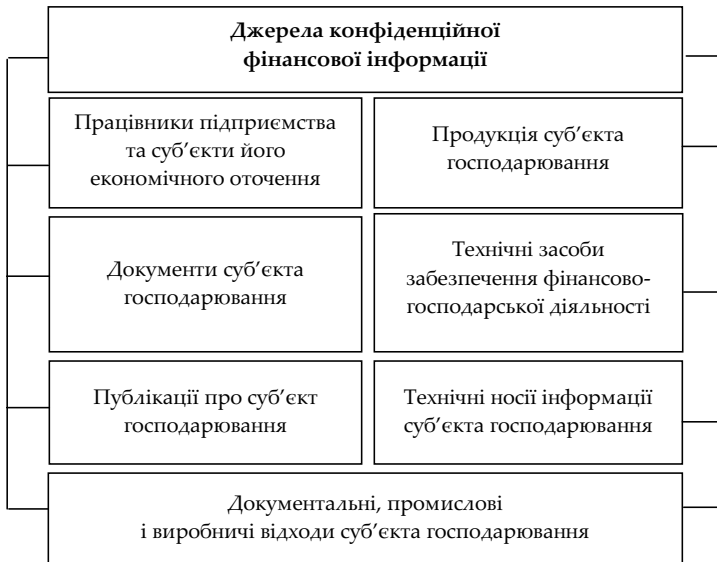 Джерела конфіденційної
фінансової інформації
Працівники підприємства
та суб’єкти його
економічного оточення
Продукція суб’єкта
господарювання
Документи суб’єкта
господарювання
Технічні засоби
забезпечення фінансово-
господарської діяльності
Публікації про суб’єкт
господарювання
Технічні носії інформації
суб’єкта господарювання
Документальні, промислові
і виробничі відходи суб’єкта господарювання